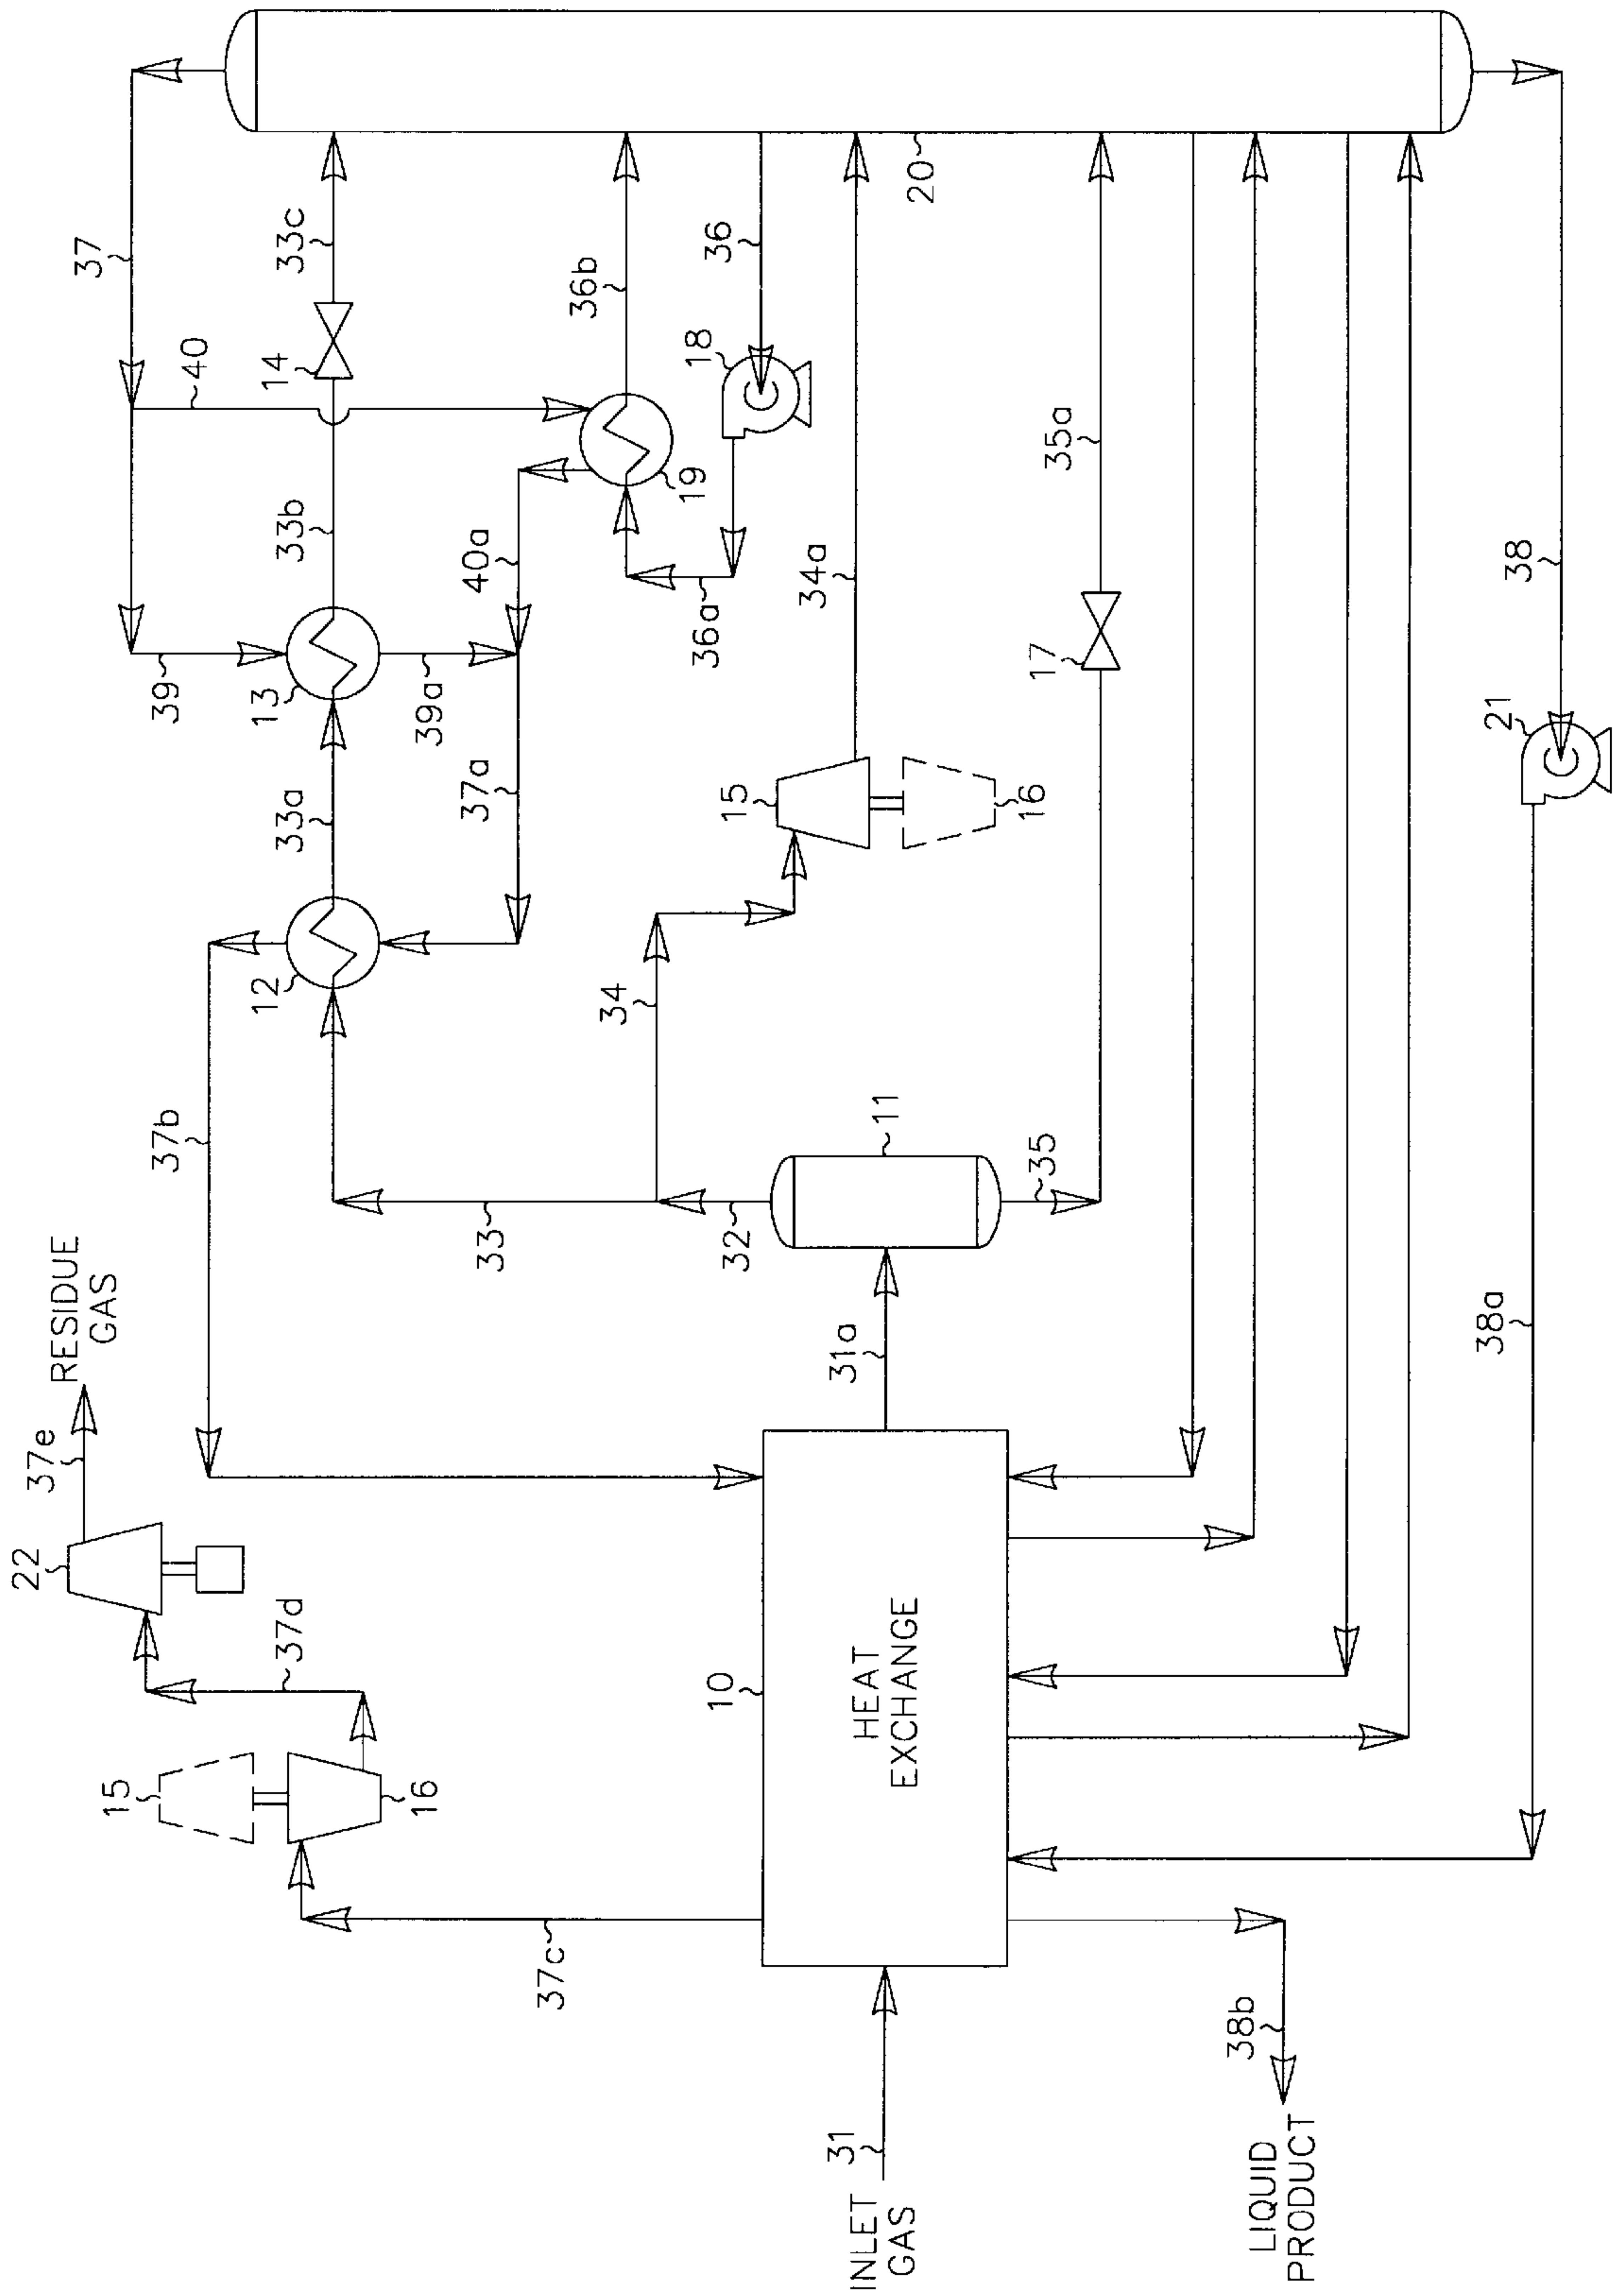 RESIDUE
GAS
37e
22
37d
15
16
37c
37b
37
39
13
12
33a
33b
14
33c
40
39a
37a
40a
36b
19
36a
18
36
34a
20
15
16
34
33
32
11
35
31a
17
35a
10
HEAT
EXCHANGE
31
INLET
GAS
38
21
38a
38b
LIQUID
PRODUCT